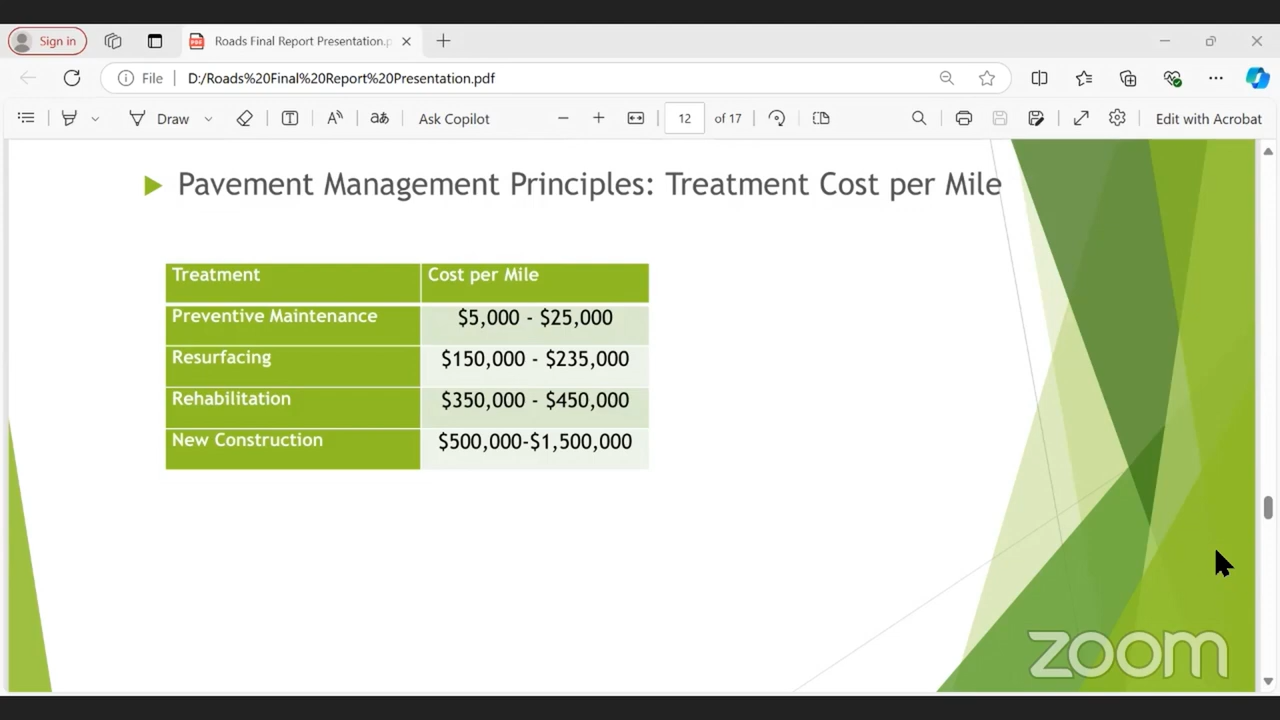 Sign in
Roads Final Report Presentation.p
File
D:/Roads%20Final%20Report%20Presentation.pdf
Draw
aあ
Ask Copilot
12 of 17
Edit with Acrobat
Pavement Management Principles: Treatment Cost per Mile
Treatment Cost per Mile
Preventive Maintenance $5,000 - $25,000
Resurfacing $150,000 - $235,000
Rehabilitation $350,000 - $450,000
New Construction $500,000-$1,500,000
zoom